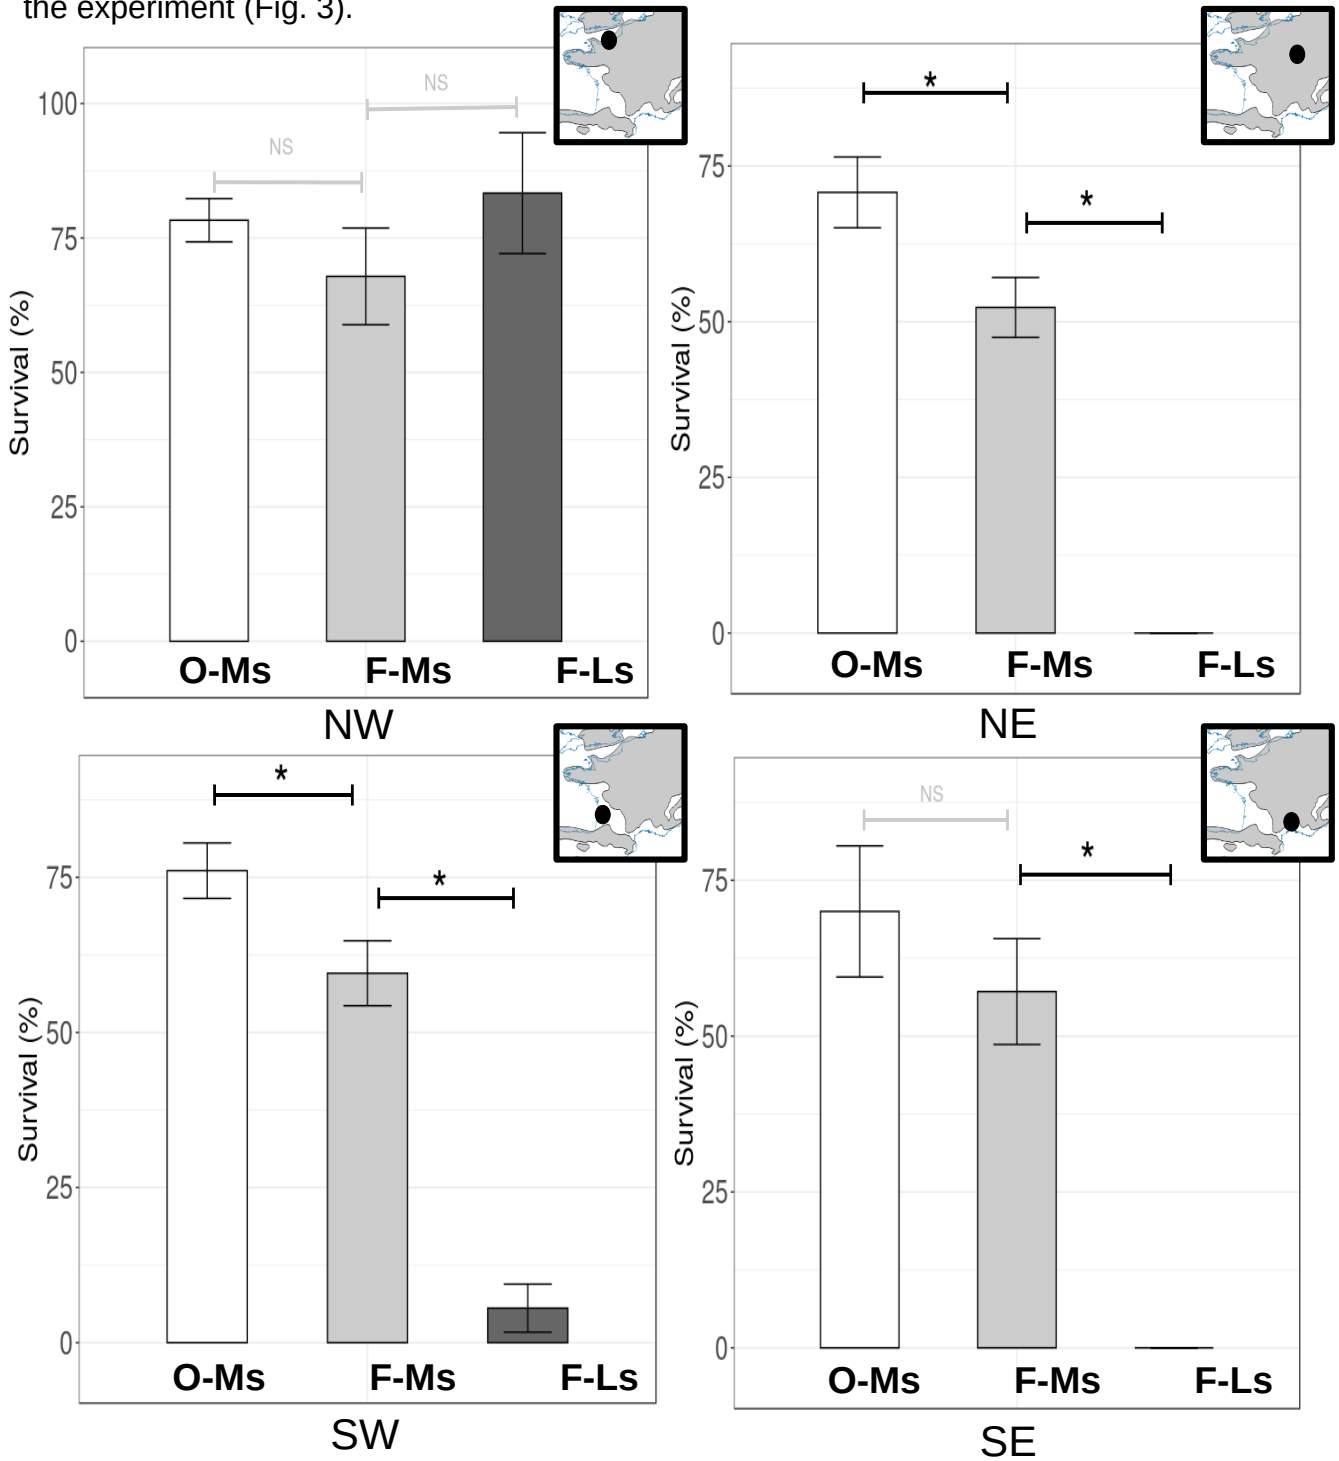 the experiment (Fig. 3).
NS
NS
100
75
50
25
0
Survival (%)
O-Ms F-Ms F-Ls
NW
*
*
75
50
25
0
Survival (%)
O-Ms F-Ms F-Ls
NE
*
*
75
50
25
0
Survival (%)
O-Ms F-Ms F-Ls
SW
NS
*
75
50
25
0
Survival (%)
O-Ms F-Ms F-Ls
SE